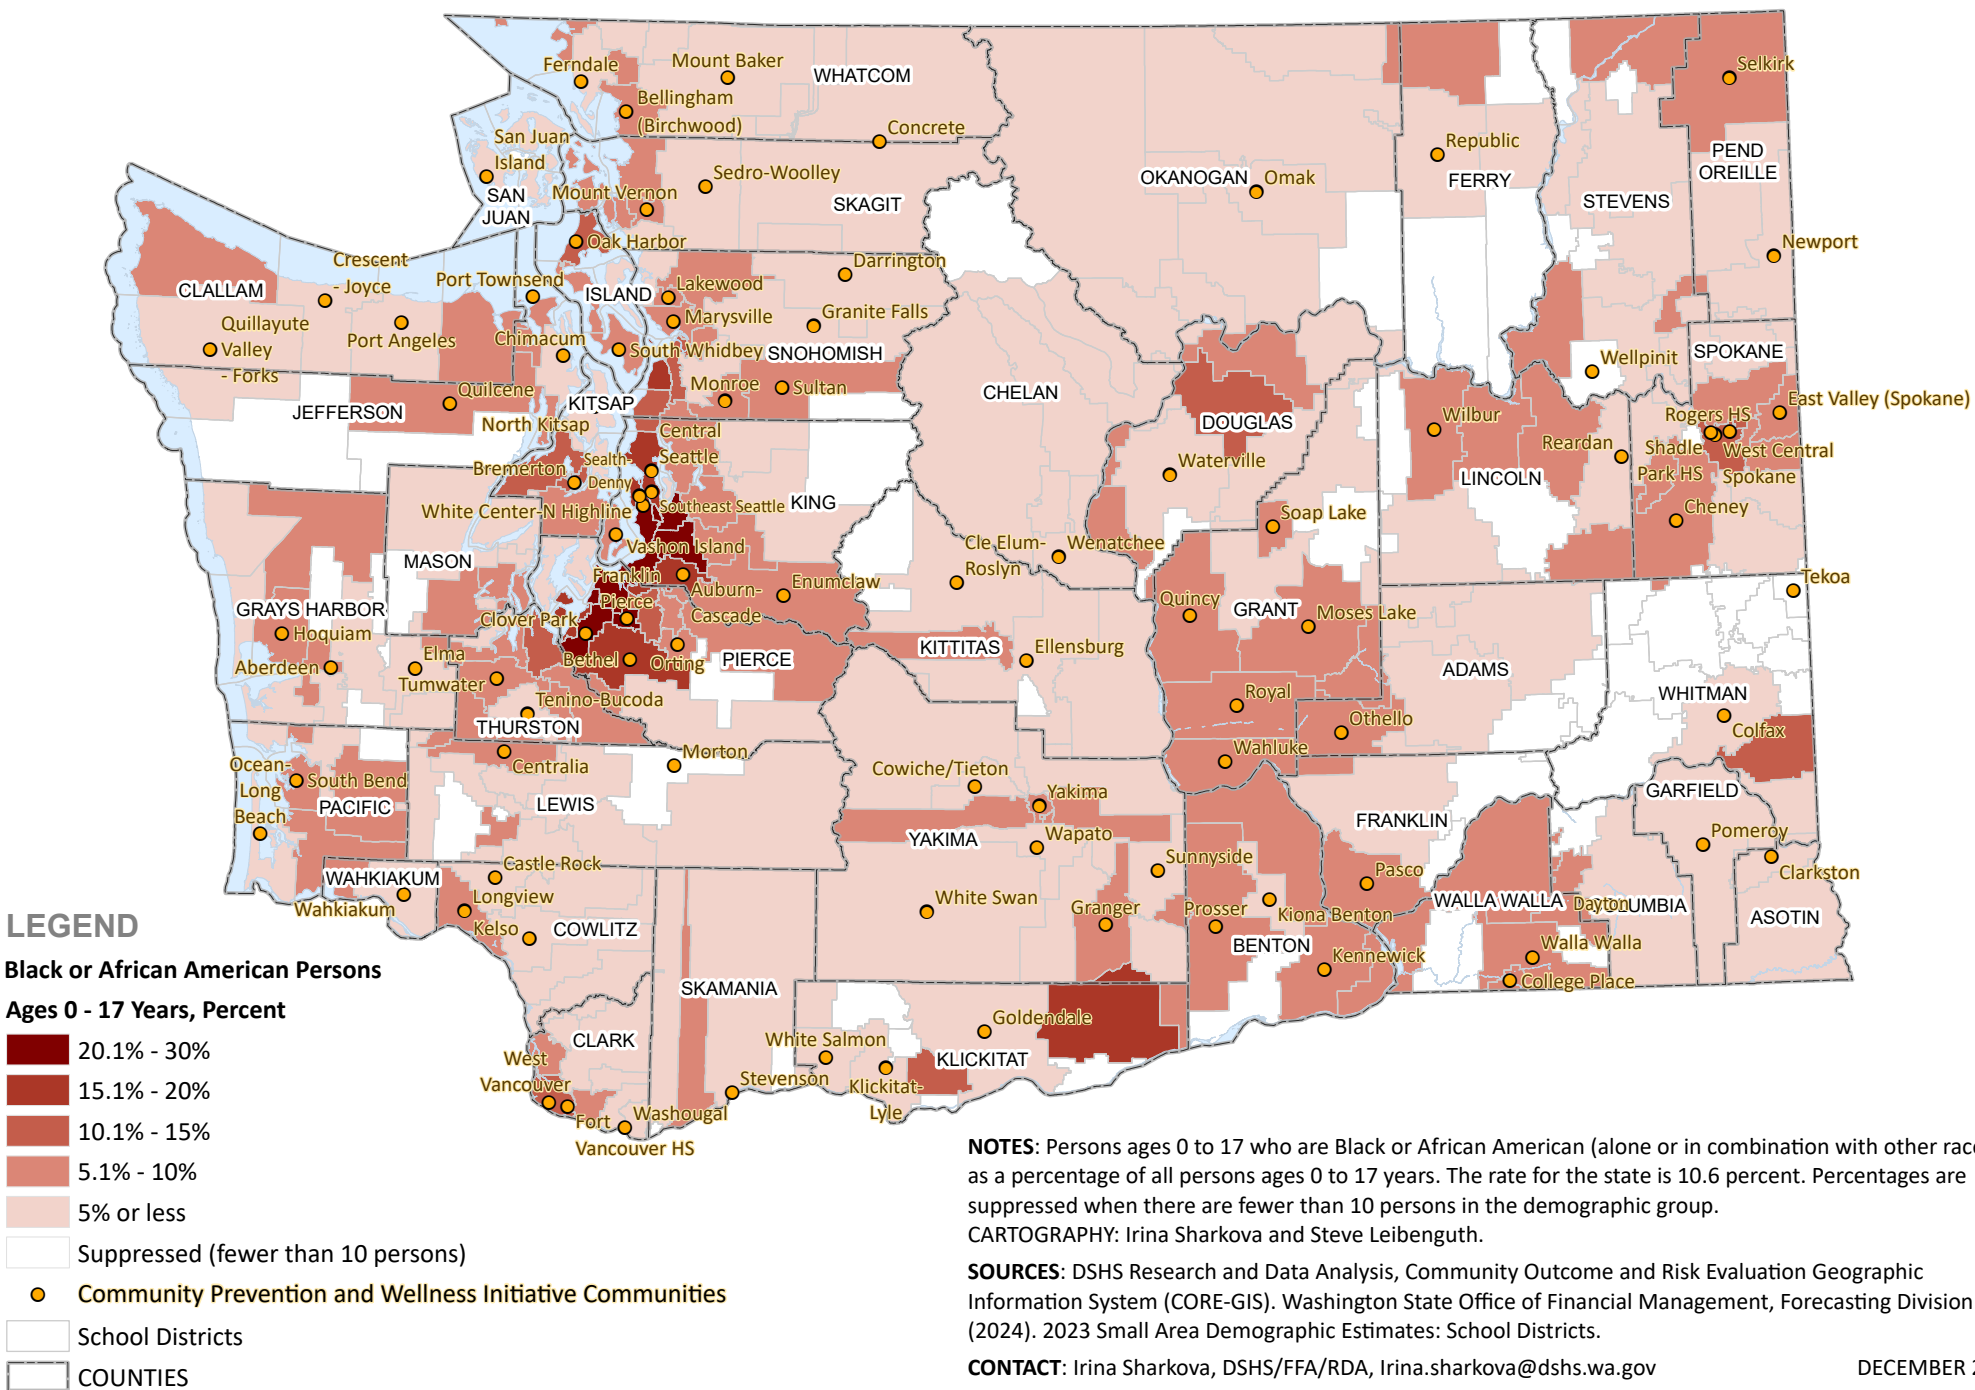 Ferndale
Mount Baker
WHATCOM
Bellingham
(Birchwood)
Selkirk
San Juan
Island
SAN
JUAN
Concrete
Sedro-Woolley
Mount Vernon
SKAGIT
OKANOGAN
Omak
Republic
FERRY
PEND
OREILLE
STEVENS
Oak Harbor
Newport
Crescent
- Joyce
CLALLAM
Port Townsend
ISLAND
Lakewood
Darrington
Quillayute
Valley
- Forks
Port Angeles
Chimacum
Marysville
Granite Falls
South Whidbey
SNOHOMISH
Wellpinit
SPOKANE
Quilcene
JEFFERSON
KITSAP
Monroe
Sultan
CHELAN
DOUGLAS
Wilbur
Rogers HS
East Valley (Spokane)
North Kitsap
Central
Seattle
Reardan
Shadle
Park HS
West Central
Spokane
Bremerton
Sealth-
Denny
Waterville
LINCOLN
White Center-N Highline
Southeast Seattle
KING
Soap Lake
Cheney
MASON
Vashon Island
Cle Elum-
Roslyn
Wenatchee
Franklin
Pierce
Auburn-
Cascade
Enumclaw
Tekoa
GRAYS HARBOR
Hoquiam
Clover Park
Quincy
GRANT
Moses Lake
Aberdeen
Elma
Bethel
Orting
PIERCE
KITTITAS
Ellensburg
ADAMS
Tumwater
Tenino-Bucoda
THURSTON
Royal
Othello
WHITMAN
Colfax
Ocean-
Long
Beach
South Bend
PACIFIC
Centralia
Morton
LEWIS
Cowiche/Tieton
Wahluke
Yakima
YAKIMA
Wapato
FRANKLIN
GARFIELD
Pomeroy
WAHKIAKUM
Wahkiakum
Castle Rock
Longview
Kelso
COWLITZ
White Swan
Sunnyside
Granger
Prosser
Kiona Benton
BENTON
Pasco
Kennewick
WALLA WALLA
Dayton
UMBIA
Clarkston
ASOTIN
Walla Walla
College Place
SKAMANIA
CLARK
Goldendale
White Salmon
KLICKITAT
West
Vancouver
Stevenson
Klickitat-
Lyle
Fort
Vancouver HS
Washougal
LEGEND
Black or African American Persons
Ages 0 - 17 Years, Percent
20.1% - 30%
15.1% - 20%
10.1% - 15%
5.1% - 10%
5% or less
Suppressed (fewer than 10 persons)
Community Prevention and Wellness Initiative Communities
School Districts
COUNTIES
NOTES: Persons ages 0 to 17 who are Black or African American (alone or in combination with other rac
as a percentage of all persons ages 0 to 17 years. The rate for the state is 10.6 percent. Percentages are
suppressed when there are fewer than 10 persons in the demographic group.
CARTOGRAPHY: Irina Sharkova and Steve Leibenguth.
SOURCES: DSHS Research and Data Analysis, Community Outcome and Risk Evaluation Geographic
Information System (CORE-GIS). Washington State Office of Financial Management, Forecasting Division
(2024). 2023 Small Area Demographic Estimates: School Districts.
CONTACT: Irina Sharkova, DSHS/FFA/RDA, Irina.sharkova@dshs.wa.gov
DECEMBER 2